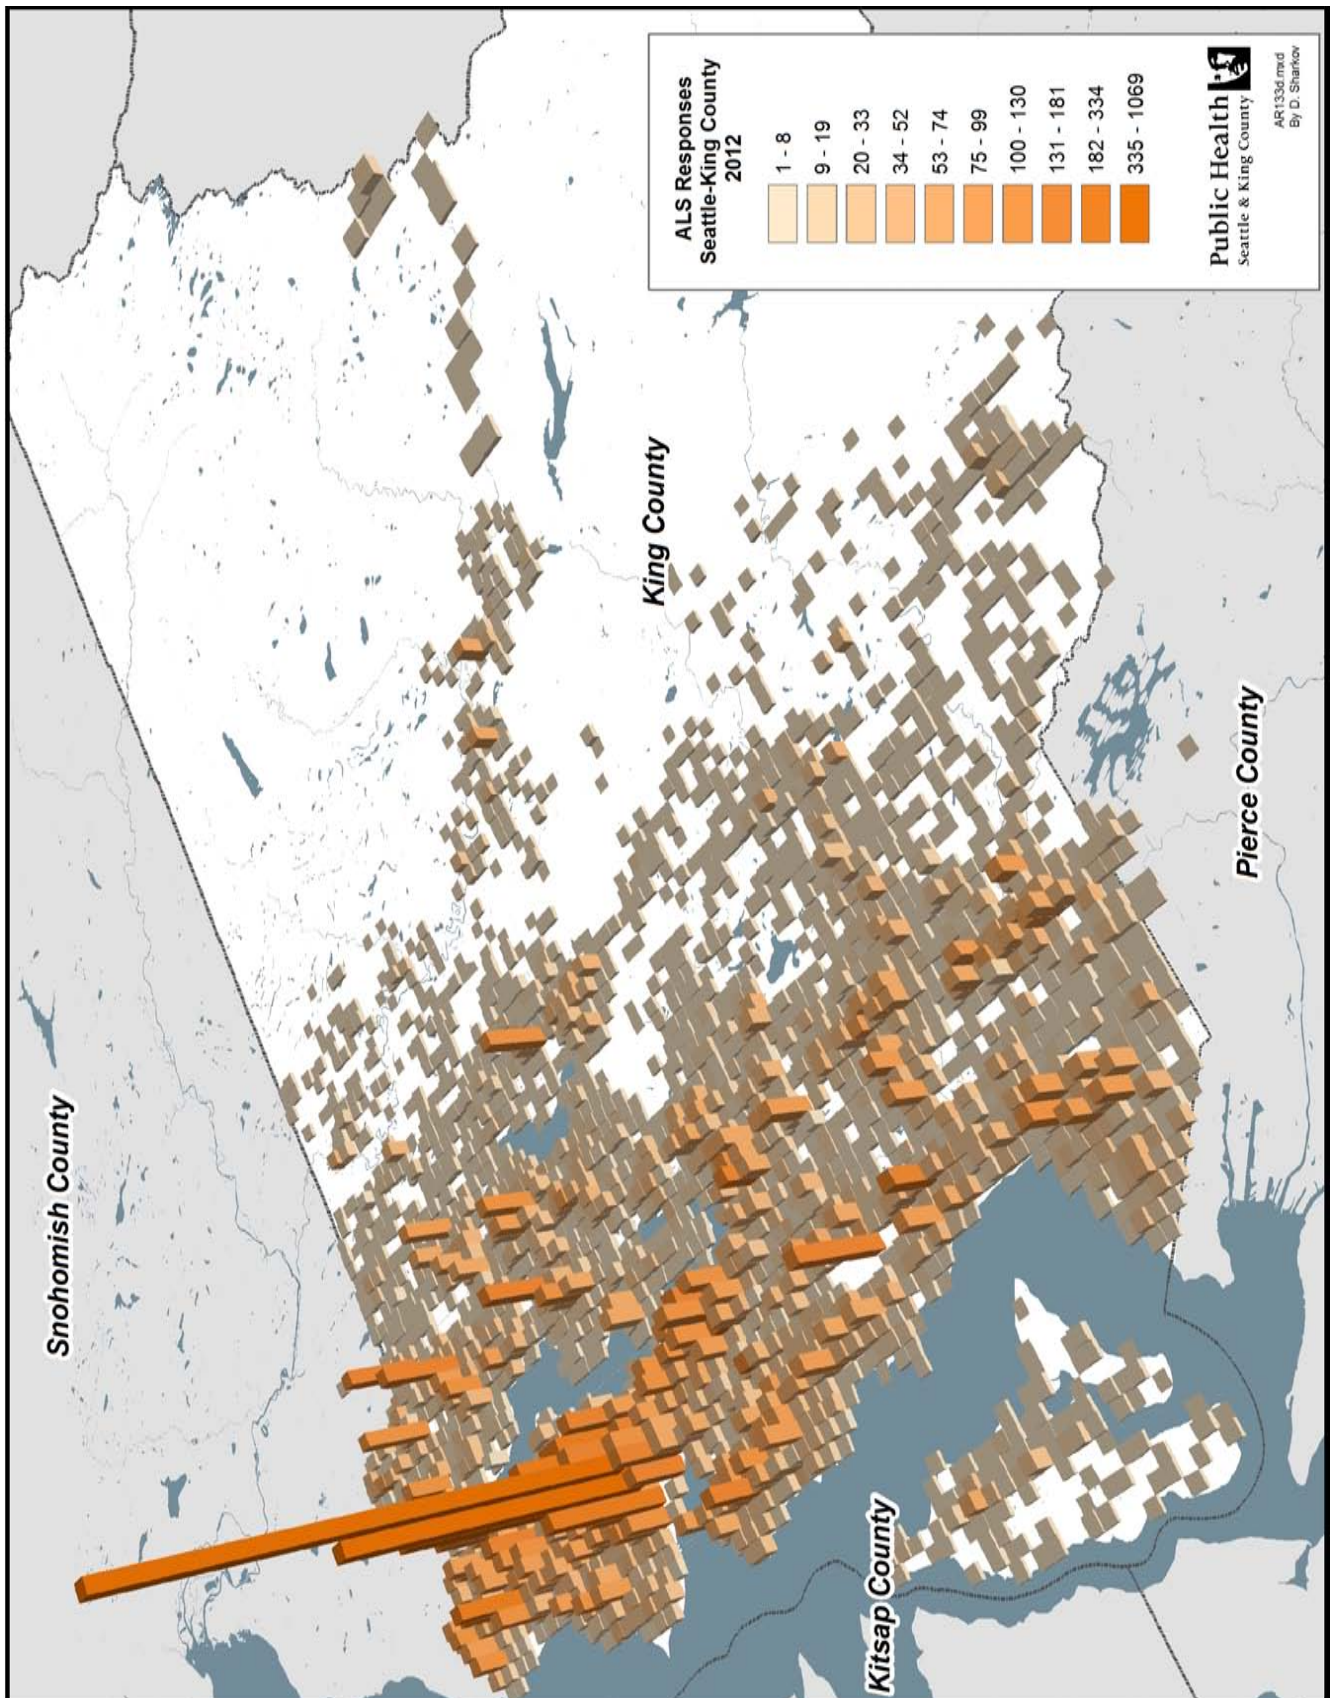 Snohomish County
King County
Pierce County
Kitsap County
ALS Responses
Seattle-King County
2012
1 - 8
9 - 19
20 - 33
34 - 52
53 - 74
75 - 99
100 - 130
131 - 181
182 - 334
335 - 1069
Public Health
Seattle & King County
AR133d.mxd
By D. Sharkov